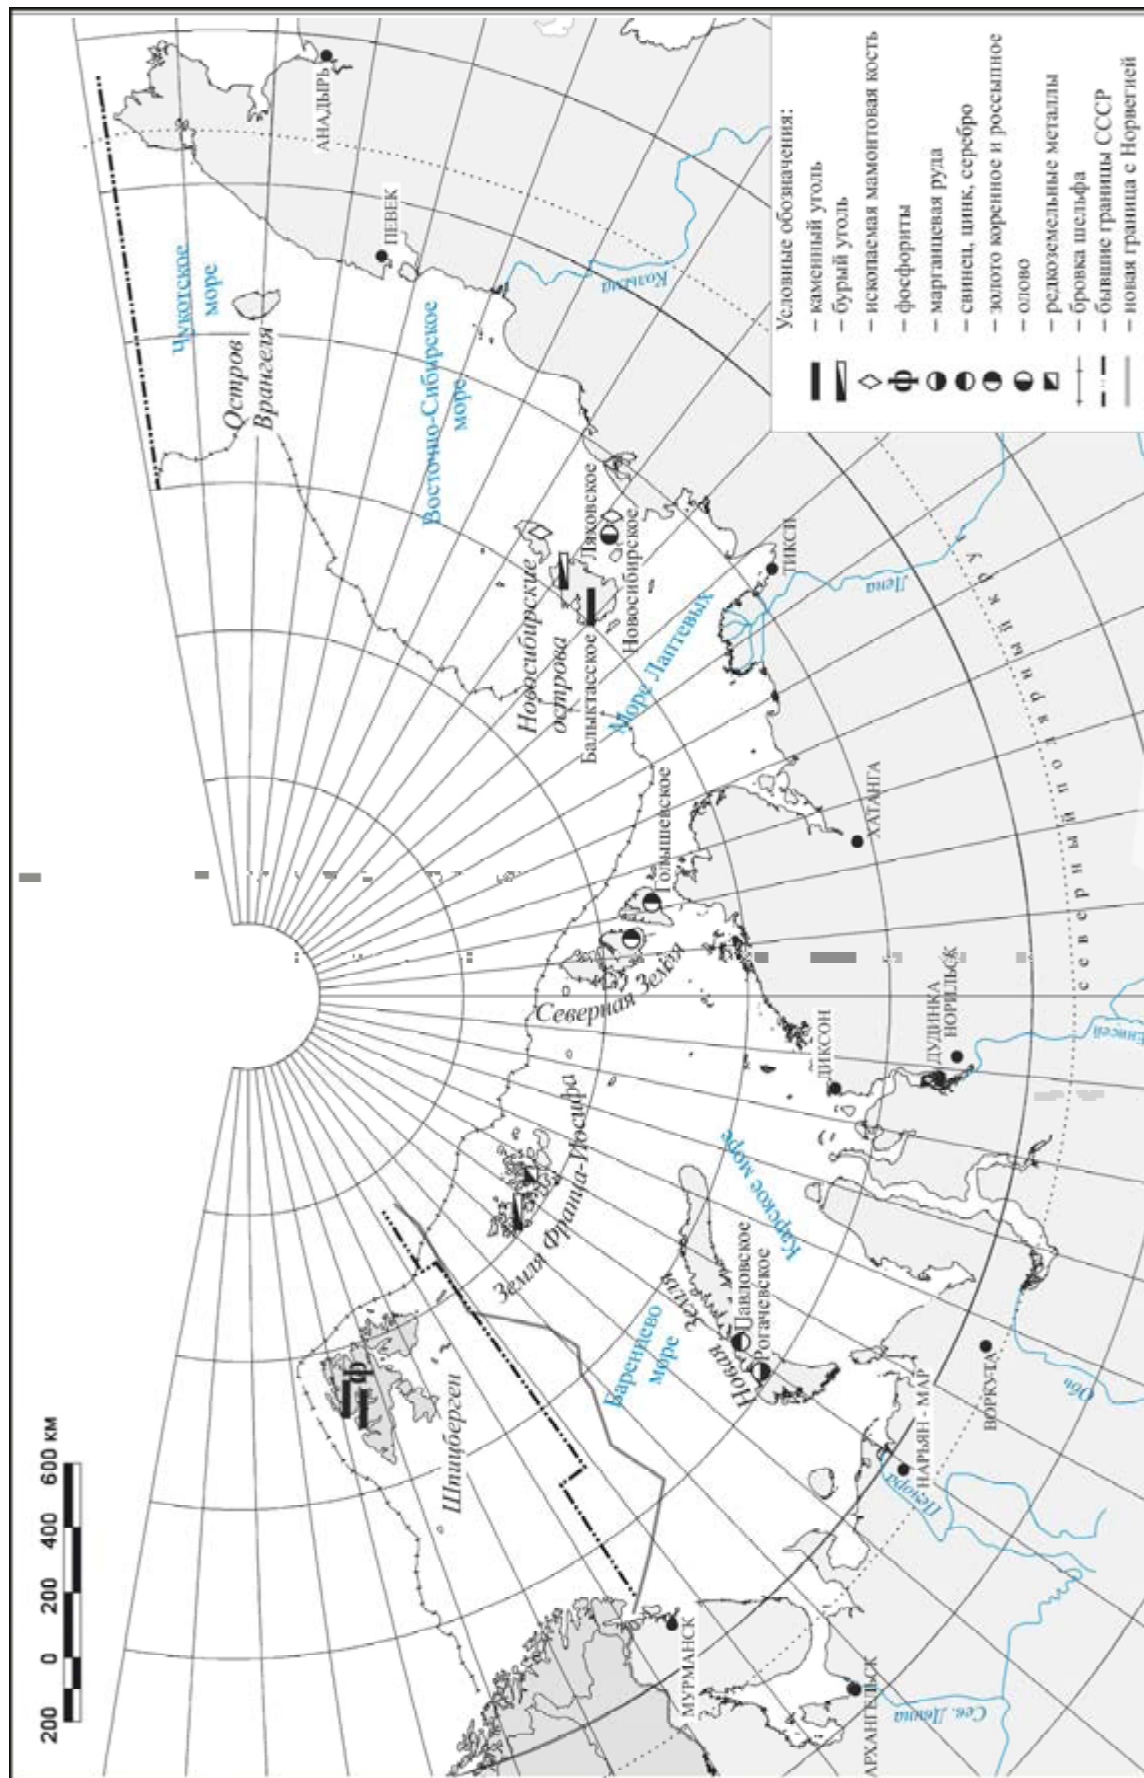 200 0 200 400 600 км
Чукотское
море
Остров
Врангеля
АНАДЫРЬ
ПЕВЕК
Восточно-Сибирское
море
Колыма
Новосибирские
острова
Ляховское
Балыктасское
Новосибирское
Море Лаптевых
ТИКСИ
Лена
Голышевское
Северная Земля
ХАТАНГА
северный полярный круг
Земля Франца-Иосифа
ДИКСОН
ДУДИНКА
НОРИЛЬСК
Енисей
Карское море
Шпицберген
Ф
Баренцево
море
Новая Земля
Павловское
Рогачевское
НАРЬЯН - МАР
ВОРКУТА
Обь
Печора
МУРМАНСК
АРХАНГЕЛЬСК
Сев. Двина
Условные обозначения:
– каменный уголь
– бурый уголь
– ископаемая мамонтовая кость
Ф – фосфориты
– марганцевая руда
– свинец, цинк, серебро
– золото коренное и россыпное
– олово
– редкоземельные металлы
– бровка шельфа
– бывшие границы СССР
– новая граница с Норвегией